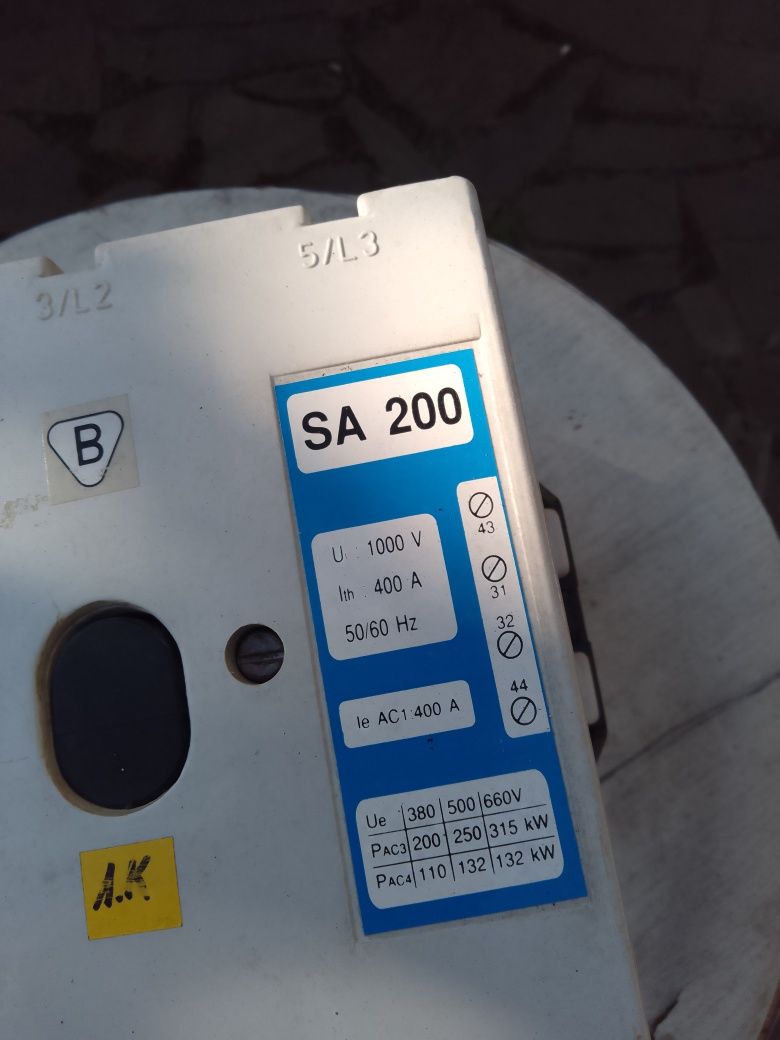 5/L3
3/L2
SA 200
B
43
31
32
44
Ui : 1000 V
Ith : 400 A
50/60 Hz
Ie AC1:400 A
Ue 380 500 660V
PAC3 200 250 315 kW
PAC4 110 132 132 kW
A.K